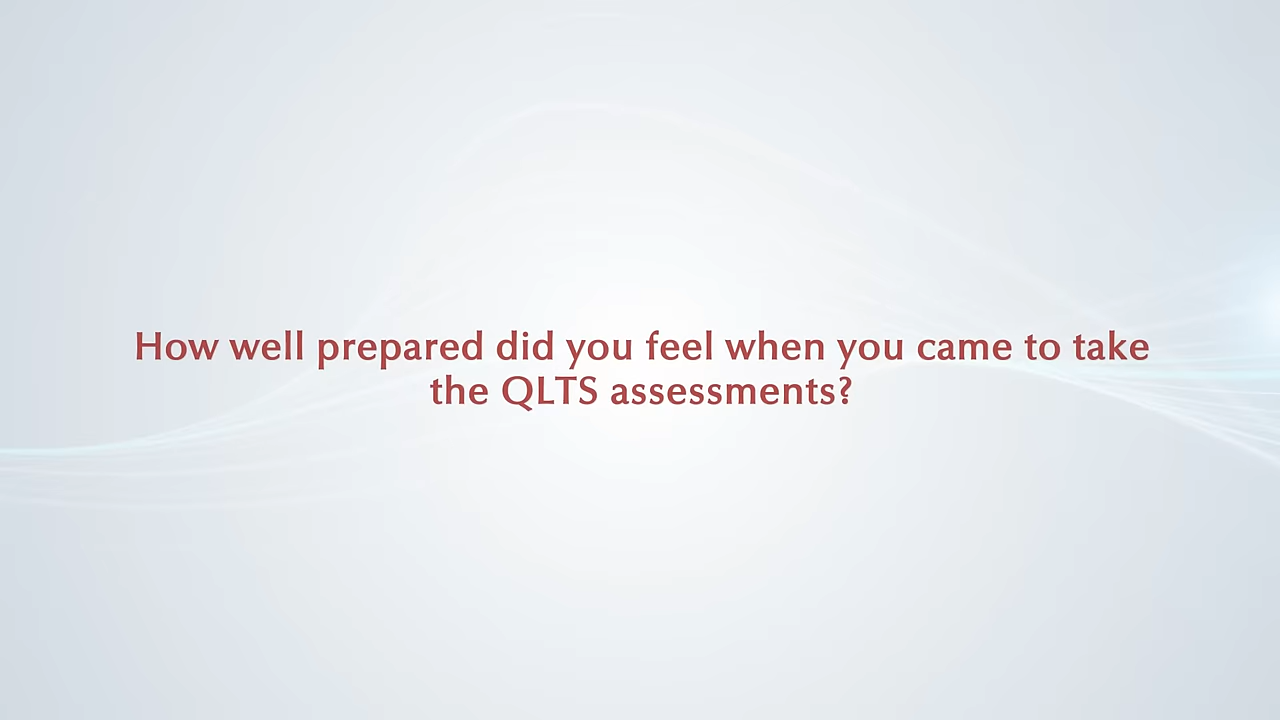 How well prepared did you feel when you came to take
the QLTS assessments?